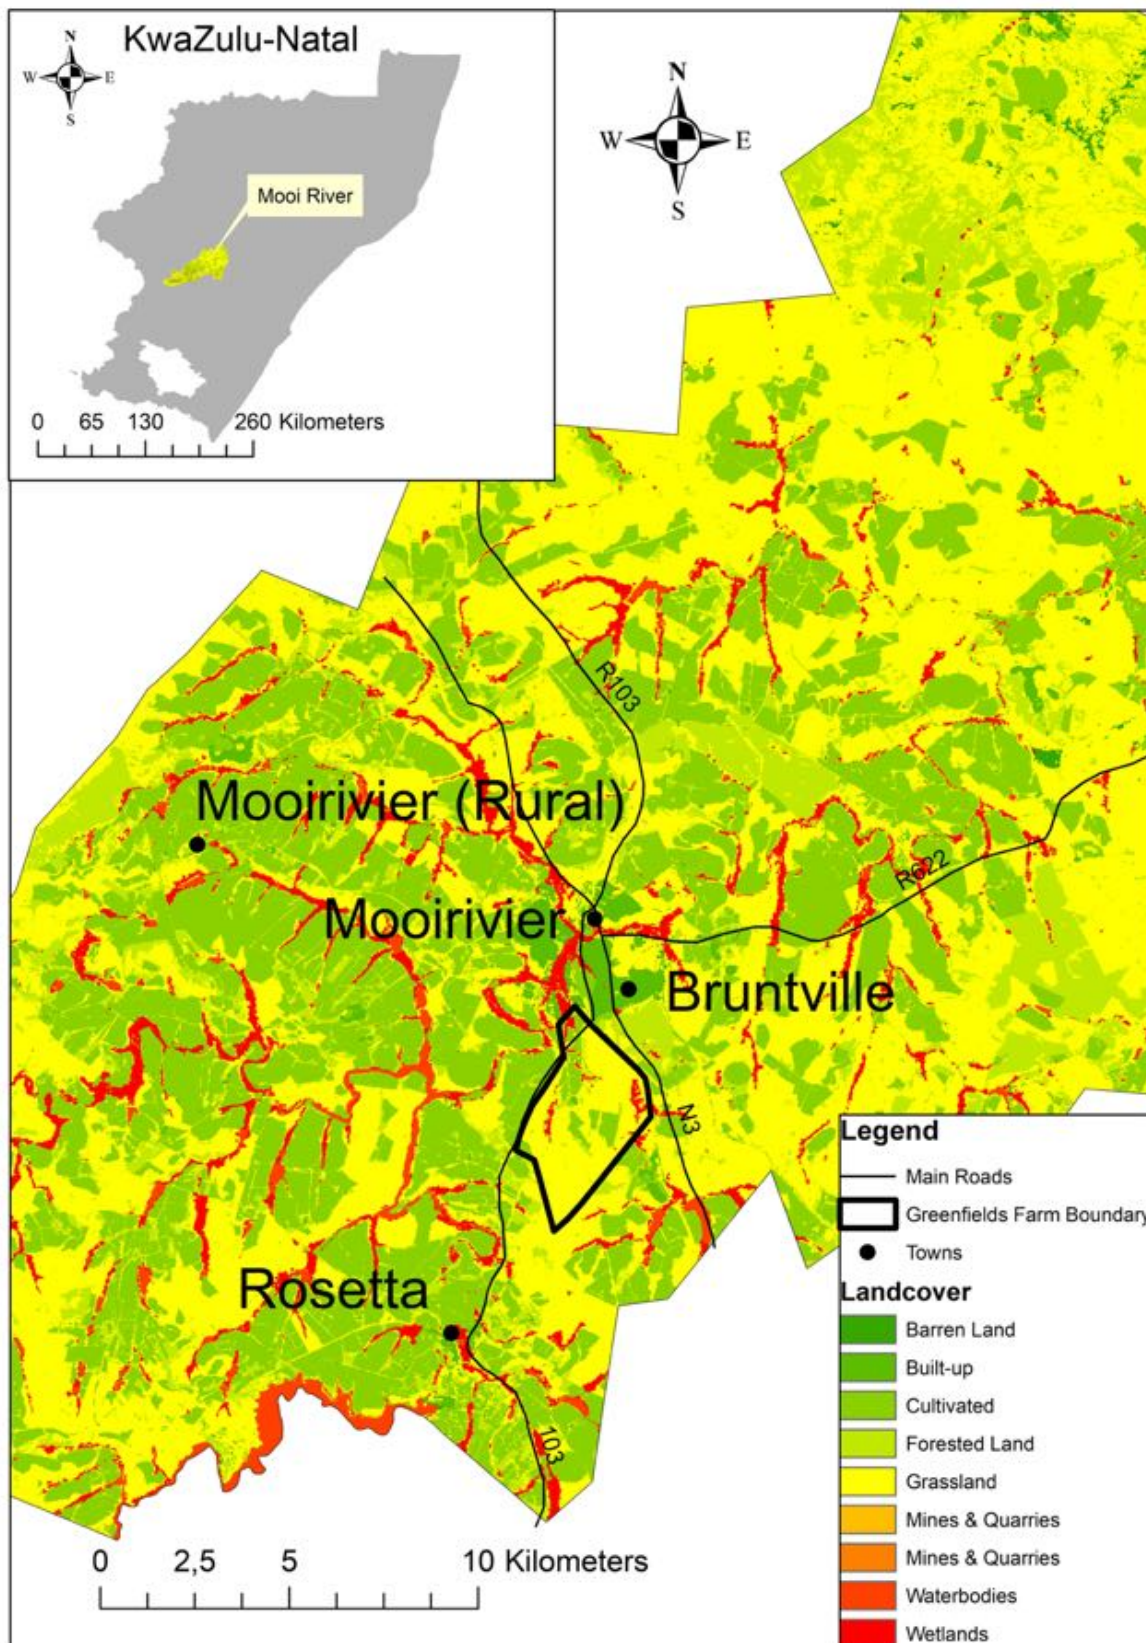 KwaZulu-Natal
N
W E
S
Mooi River
0 65 130 260 Kilometers
N
W E
S
R103
Mooirivier (Rural)
R622
Mooirivier
Bruntville
N3
Rosetta
103
0 2,5 5 10 Kilometers
Legend
Main Roads
Greenfields Farm Boundary
Towns
Landcover
Barren Land
Built-up
Cultivated
Forested Land
Grassland
Mines & Quarries
Mines & Quarries
Waterbodies
Wetlands